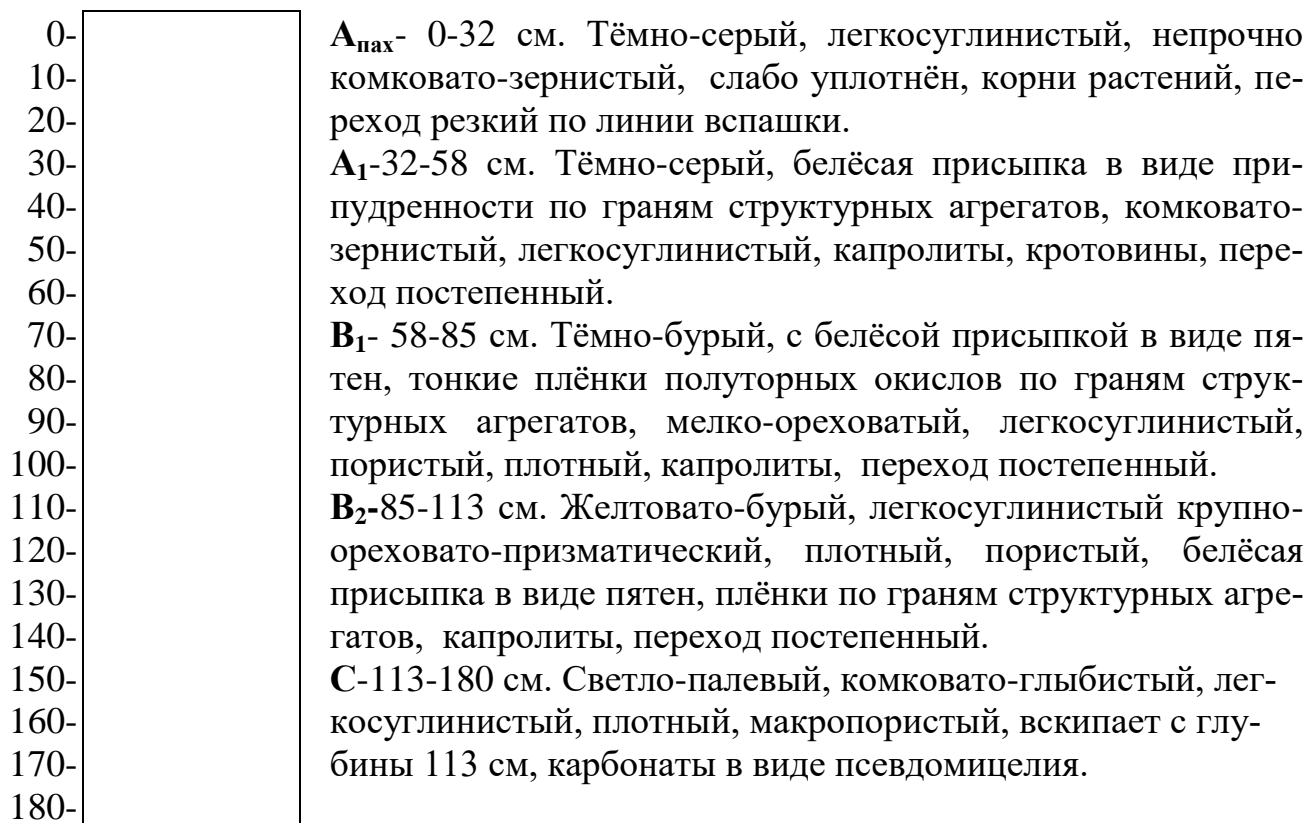 0-
10-
20-
30-
40-
50-
60-
70-
80-
90-
100-
110-
120-
130-
140-
150-
160-
170-
180-
Апах- 0-32 см. Тёмно-серый, легкосуглинистый, непрочно
комковато-зернистый, слабо уплотнён, корни растений, пе-
реход резкий по линии вспашки.
А1-32-58 см. Тёмно-серый, белёсая присыпка в виде при-
пудренности по граням структурных агрегатов, комковато-
зернистый, легкосуглинистый, капролиты, кротовины, пере-
ход постепенный.
В1- 58-85 см. Тёмно-бурый, с белёсой присыпкой в виде пя-
тен, тонкие плёнки полуторных окислов по граням струк-
турных агрегатов, мелко-ореховатый, легкосуглинистый,
пористый, плотный, капролиты, переход постепенный.
В2-85-113 см. Желтовато-бурый, легкосуглинистый крупно-
ореховато-призматический, плотный, пористый, белёсая
присыпка в виде пятен, плёнки по граням структурных агре-
гатов, капролиты, переход постепенный.
С-113-180 см. Светло-палевый, комковато-глыбистый, лег-
косуглинистый, плотный, макропористый, вскипает с глу-
бины 113 см, карбонаты в виде псевдомицелия.